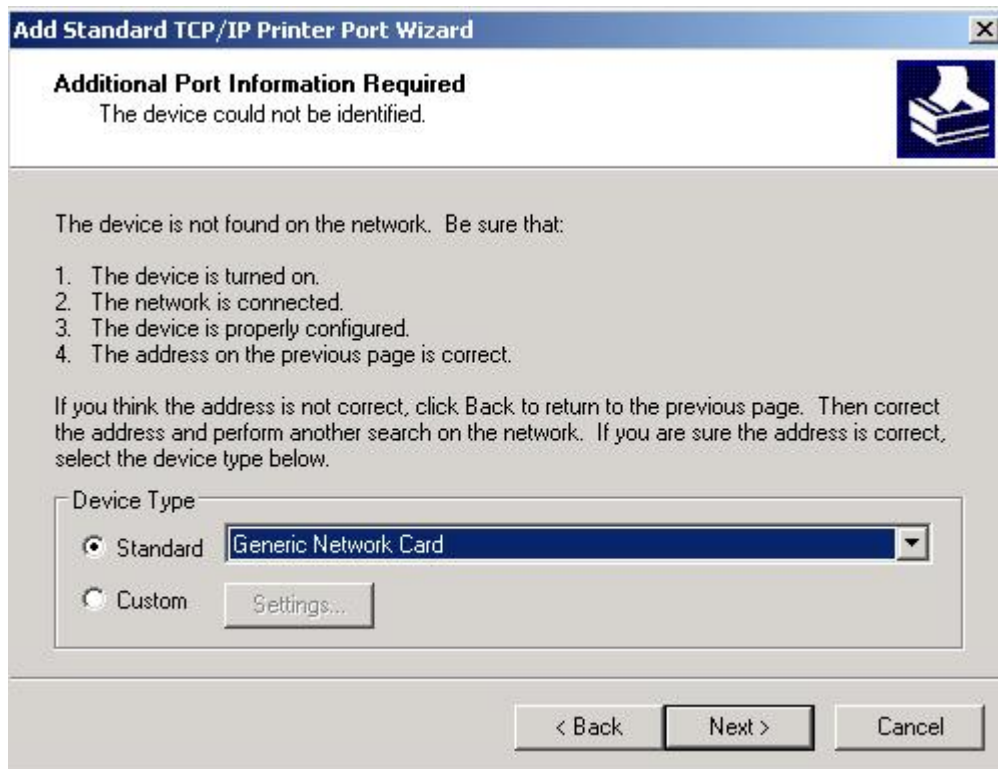 Add Standard TCP/IP Printer Port Wizard
Additional Port Information Required
The device could not be identified.
The device is not found on the network. Be sure that:
1. The device is turned on.
2. The network is connected.
3. The device is properly configured.
4. The address on the previous page is correct.
If you think the address is not correct, click Back to return to the previous page. Then correct
the address and perform another search on the network. If you are sure the address is correct,
select the device type below.
Device Type
Standard Generic Network Card
Custom Settings...
< Back Next > Cancel